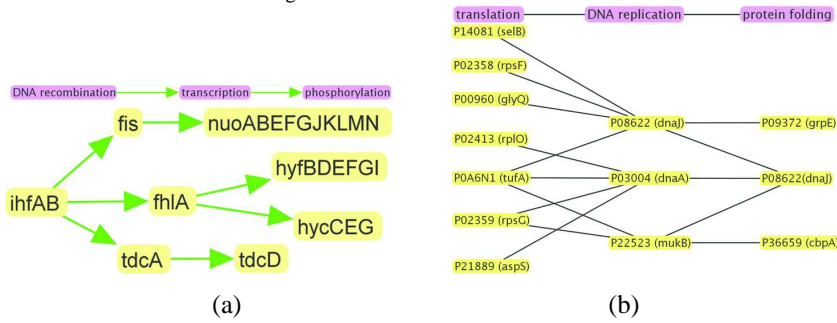 DNA recombination transcription phosphorylation
fis nuoABEFGJKLMN
hyfBDEFGI
ihfAB fhlA
hycCEG
tdcA tdcD
(a)
translation DNA replication protein folding
P14081 (selB)
P02358 (rpsF)
P00960 (glyQ)
P08622 (dnaJ) P09372 (grpE)
P02413 (rplO)
P0A6N1 (tufA) P03004 (dnaA) P08622(dnaJ)
P02359 (rpsG)
P22523 (mukB) P36659 (cbpA)
P21889 (aspS)
(b)